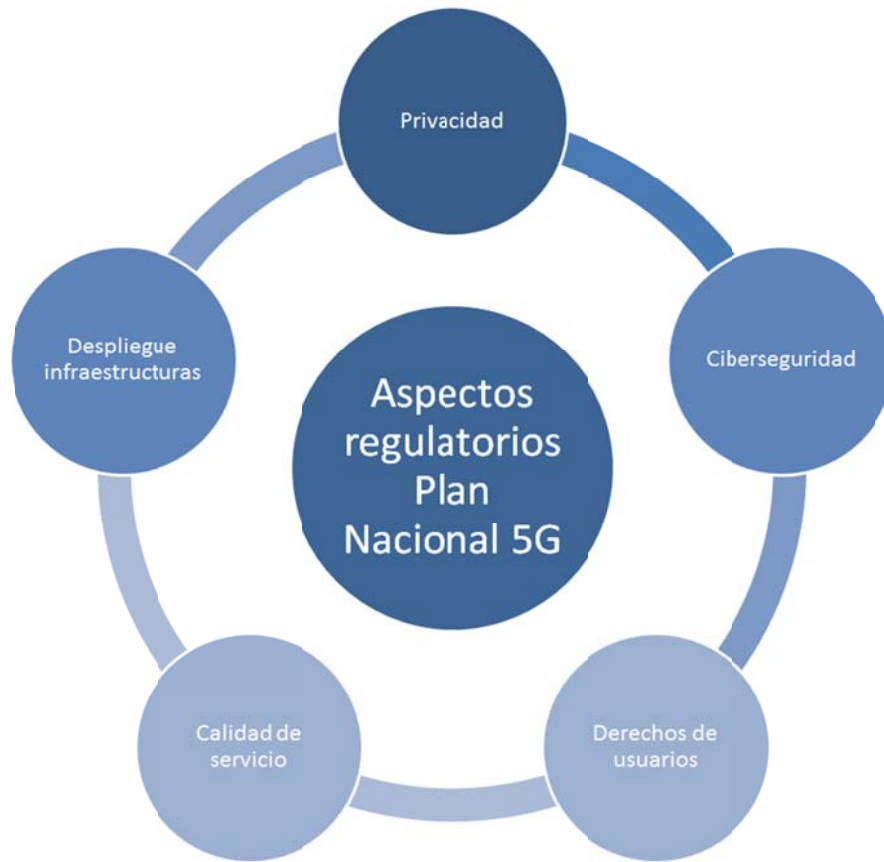 Privacidad
Ciberseguridad
Derechos de
usuarios
Calidad de
servicio
Despliegue
infraestructuras
Aspectos
regulatorios
Plan
Nacional 5G